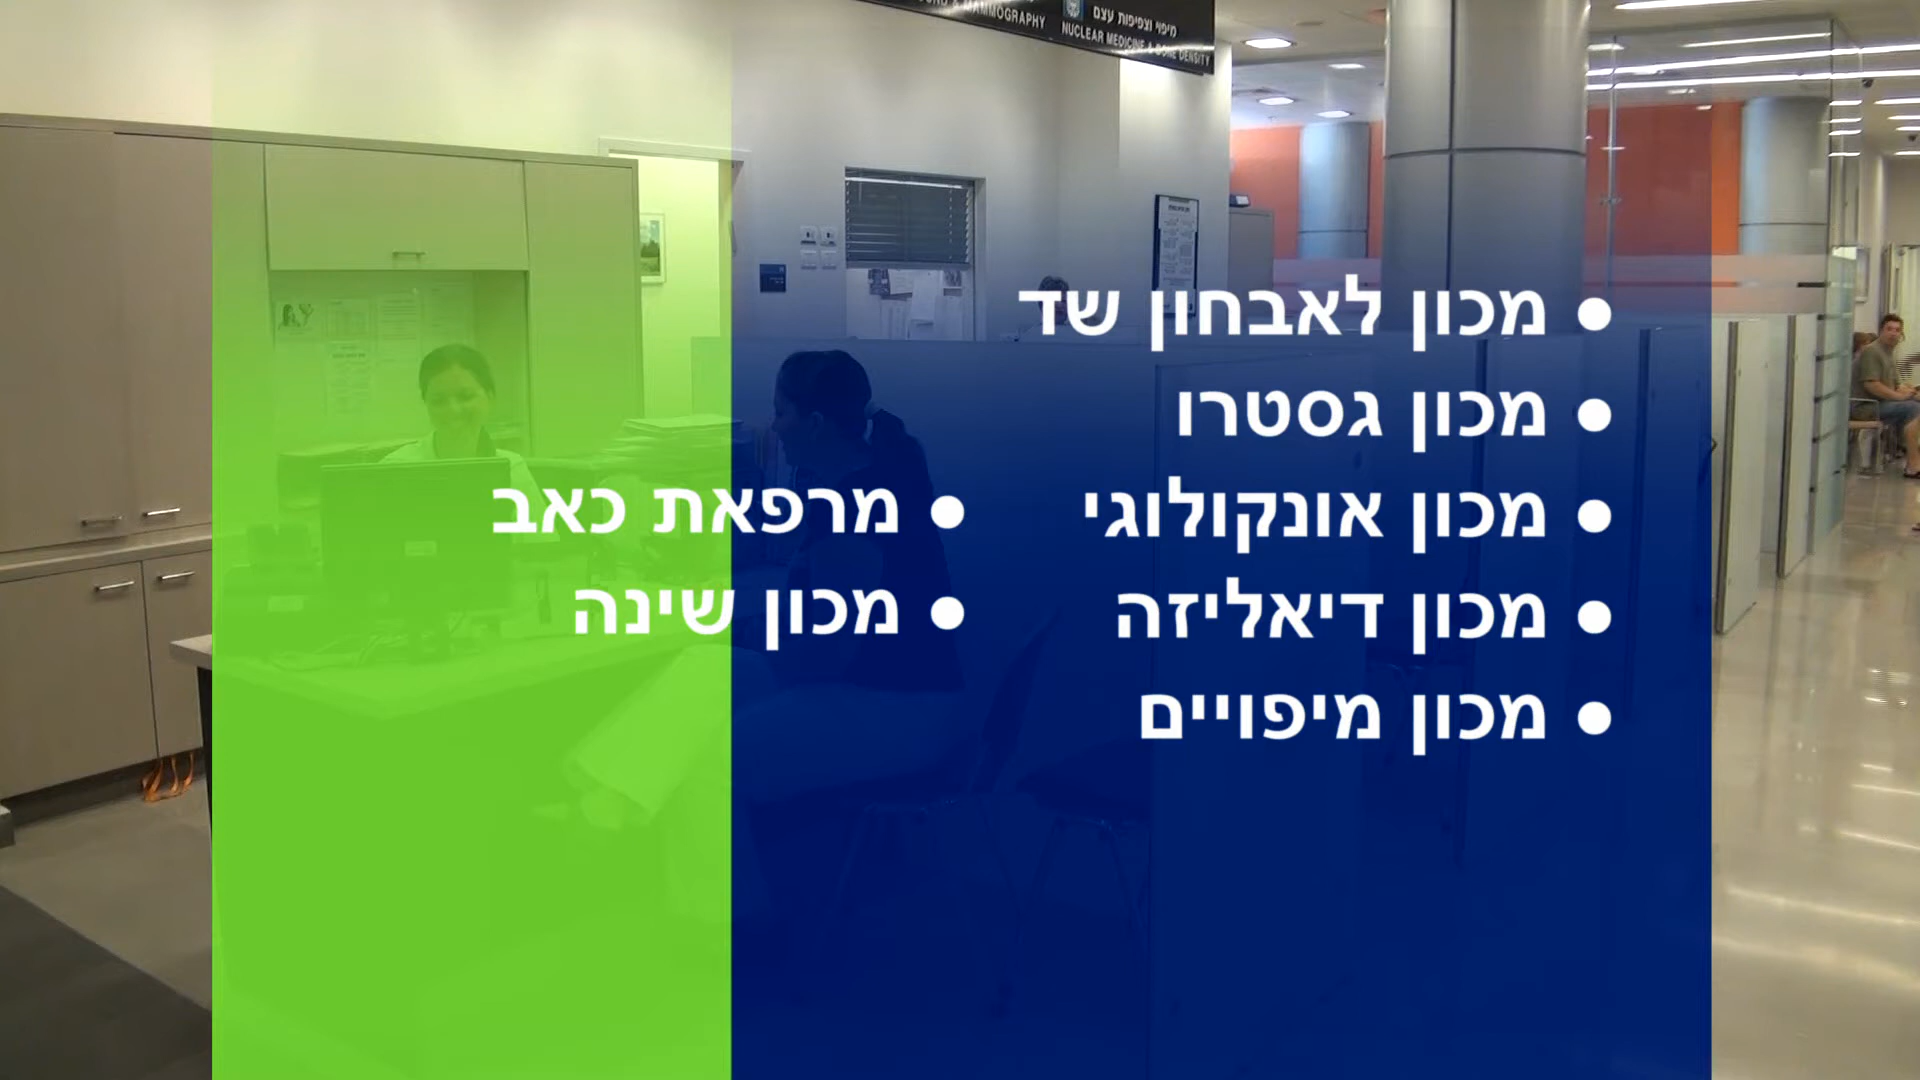 & MAMMOGRAPHY
מיפוי וצפיפות עצם
NUCLEAR MEDICINE & BONE DENSITY
• מכון לאבחון שד
• מכון גסטרו
• מכון אונקולוגי
• מכון דיאליזה
• מכון מיפויים
• מרפאת כאב
• מכון שינה